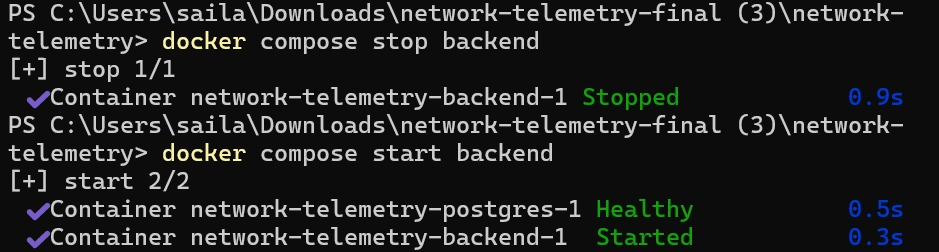 PS C:\Users\saila\Downloads\network-telemetry-final (3)\network-
telemetry> docker compose stop backend
[+] stop 1/1
✔Container network-telemetry-backend-1 Stopped 0.9s
PS C:\Users\saila\Downloads\network-telemetry-final (3)\network-
telemetry> docker compose start backend
[+] start 2/2
✔Container network-telemetry-postgres-1 Healthy 0.5s
✔Container network-telemetry-backend-1 Started 0.3s